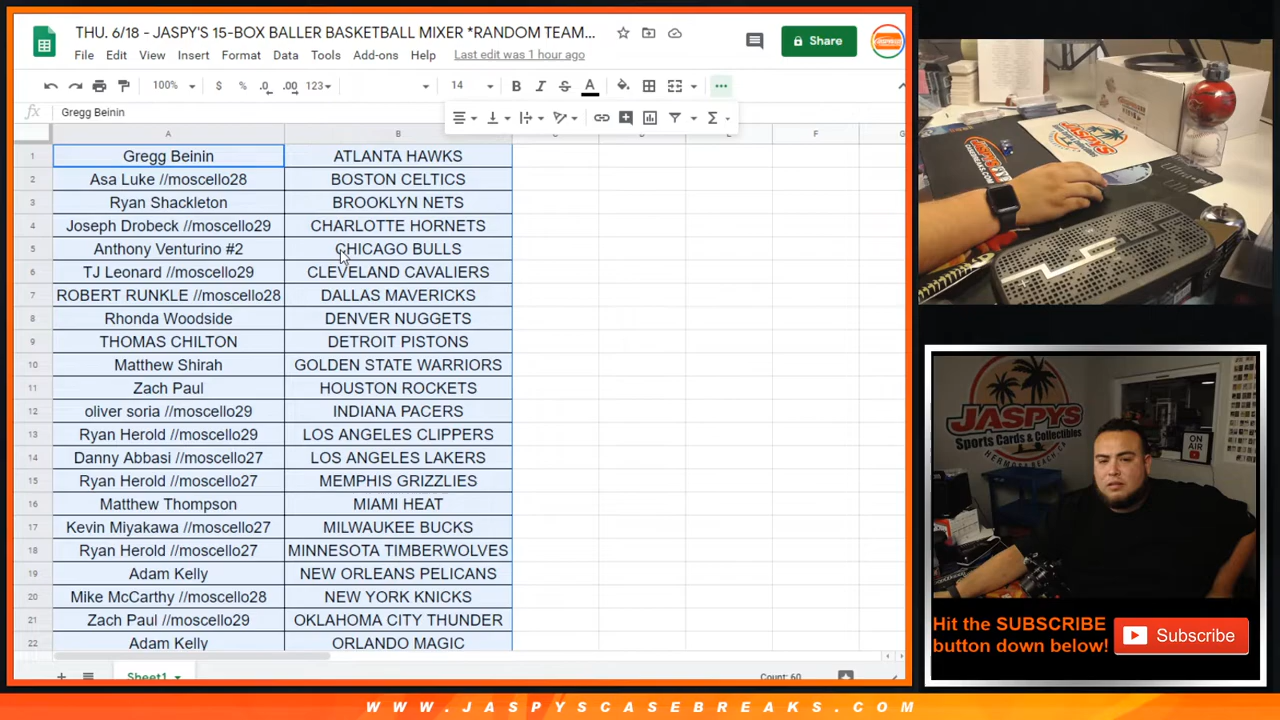 THU. 6/18 - JASPY'S 15-BOX BALLER BASKETBALL MIXER *RANDOM TEAM...
File Edit View Insert Format Data Tools Add-ons Help Last edit was 1 hour ago
Share
100% $ % .0 .00 123 14 B I S A
fx Gregg Beinin
A B C D E F G
1 Gregg Beinin ATLANTA HAWKS
2 Asa Luke //moscello28 BOSTON CELTICS
3 Ryan Shackleton BROOKLYN NETS
4 Joseph Drobeck //moscello29 CHARLOTTE HORNETS
5 Anthony Venturino #2 CHICAGO BULLS
6 TJ Leonard //moscello29 CLEVELAND CAVALIERS
7 ROBERT RUNKLE //moscello28 DALLAS MAVERICKS
8 Rhonda Woodside DENVER NUGGETS
9 THOMAS CHILTON DETROIT PISTONS
10 Matthew Shirah GOLDEN STATE WARRIORS
11 Zach Paul HOUSTON ROCKETS
12 oliver soria //moscello29 INDIANA PACERS
13 Ryan Herold //moscello29 LOS ANGELES CLIPPERS
14 Danny Abbasi //moscello27 LOS ANGELES LAKERS
15 Ryan Herold //moscello27 MEMPHIS GRIZZLIES
16 Matthew Thompson MIAMI HEAT
17 Kevin Miyakawa //moscello27 MILWAUKEE BUCKS
18 Ryan Herold //moscello27 MINNESOTA TIMBERWOLVES
19 Adam Kelly NEW ORLEANS PELICANS
20 Mike McCarthy //moscello28 NEW YORK KNICKS
21 Zach Paul //moscello29 OKLAHOMA CITY THUNDER
22 Adam Kelly ORLANDO MAGIC
Sheet1
Count: 60
JASPYS
Sports Cards & Collectibles
HERMOSA BEACH, CA
ON AIR
Hit the SUBSCRIBE
button down below!
Subscribe
WWW.JASPYSCASEBREAKS.COM